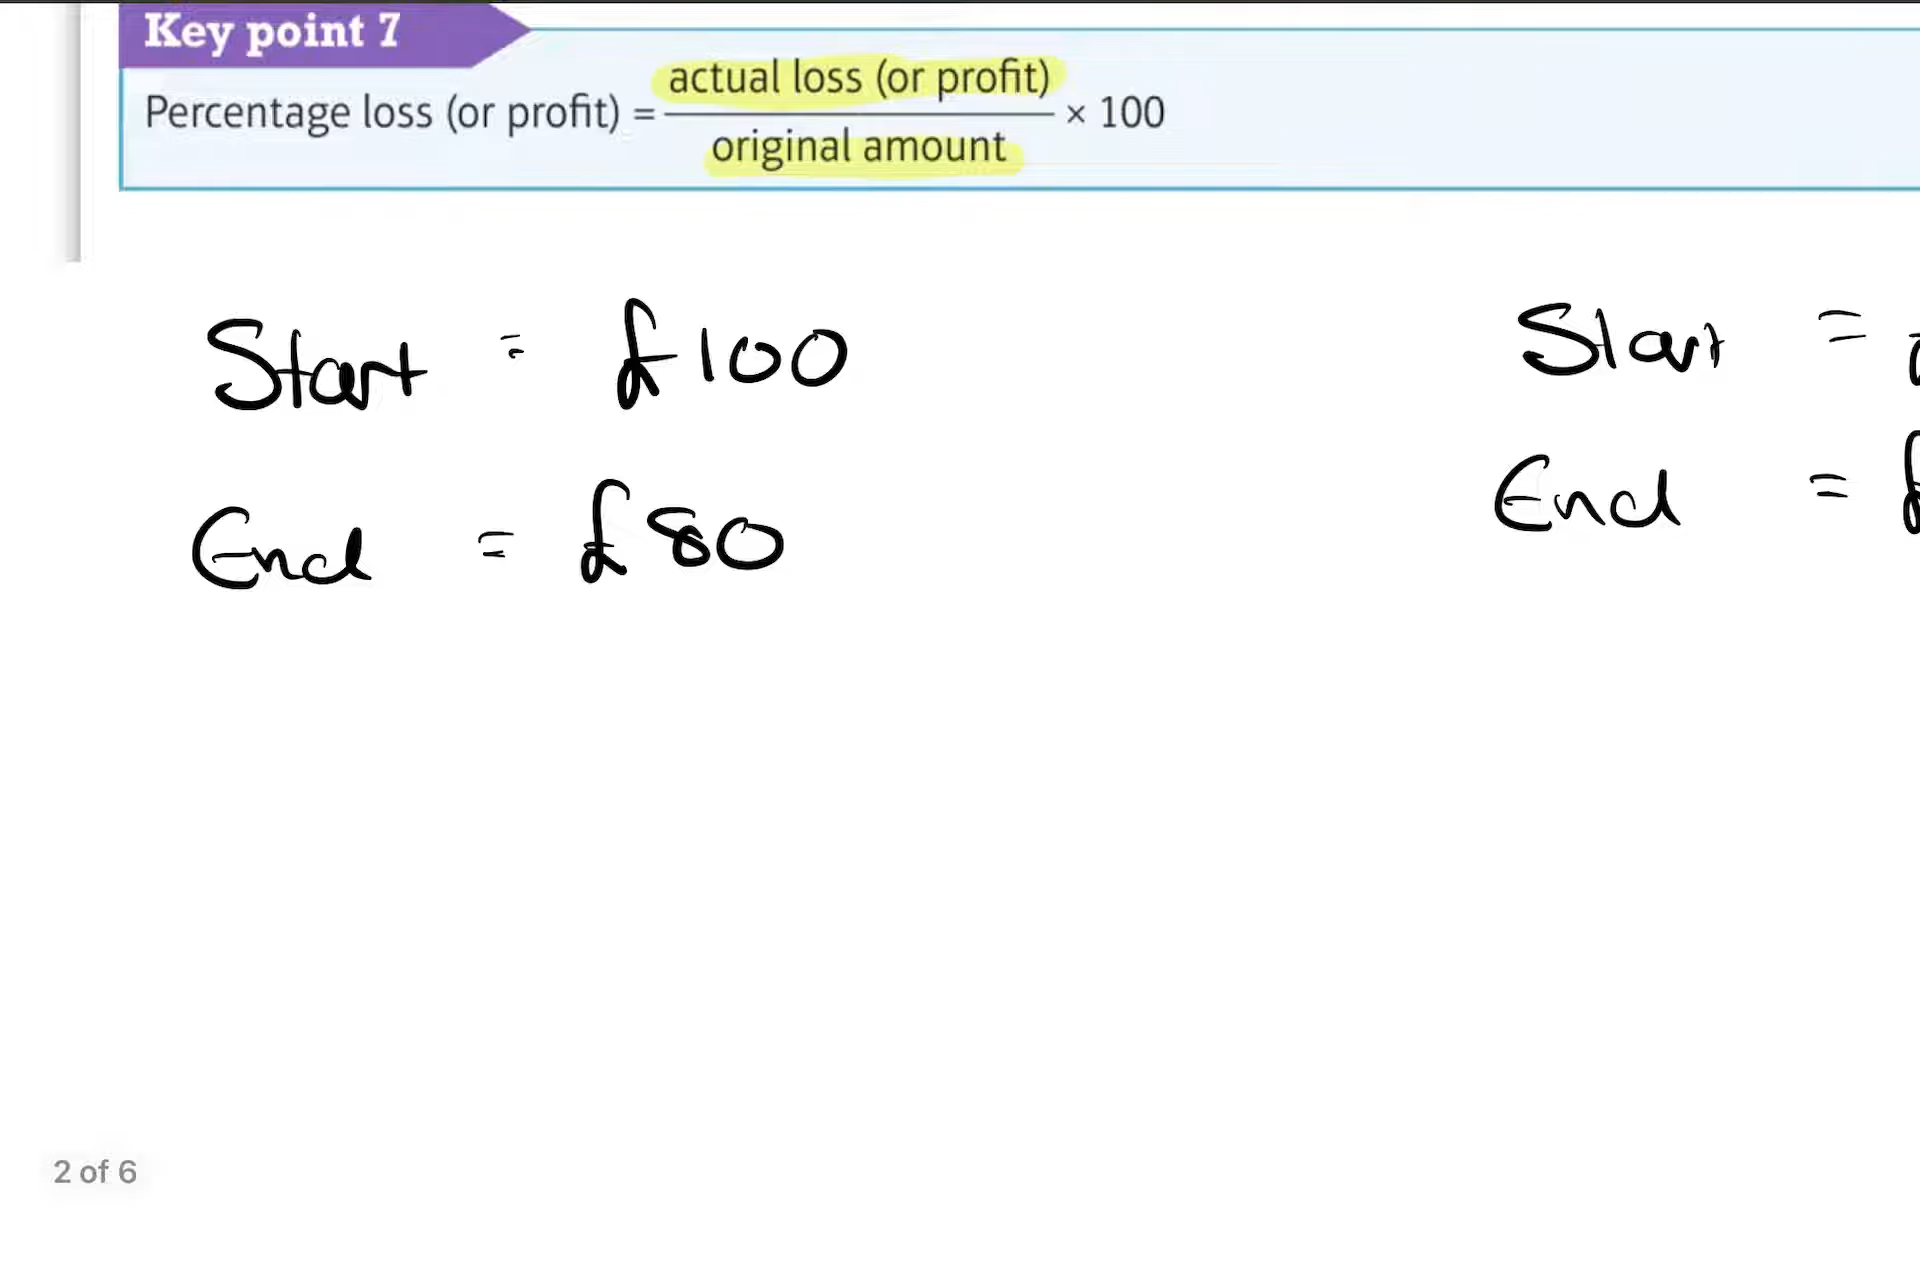 Key point 7
Percentage loss (or profit) = actual loss (or profit) / original amount × 100
Start = £100
End = £80
Start =
End = £
2 of 6